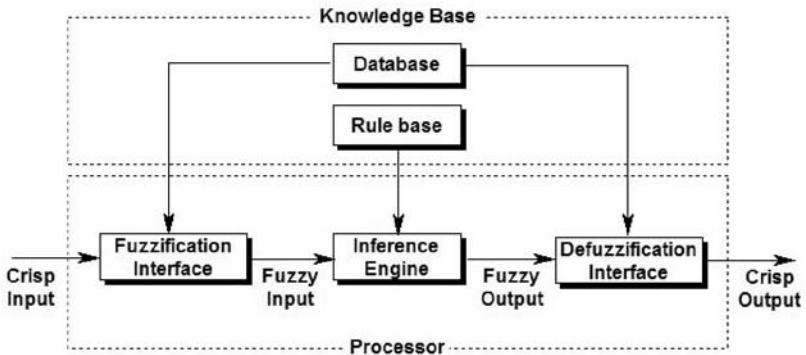 Knowledge Base
Database
Rule base
Fuzzification
Interface
Inference
Engine
Defuzzification
Interface
Crisp
Input
Fuzzy
Input
Fuzzy
Output
Crisp
Output
Processor